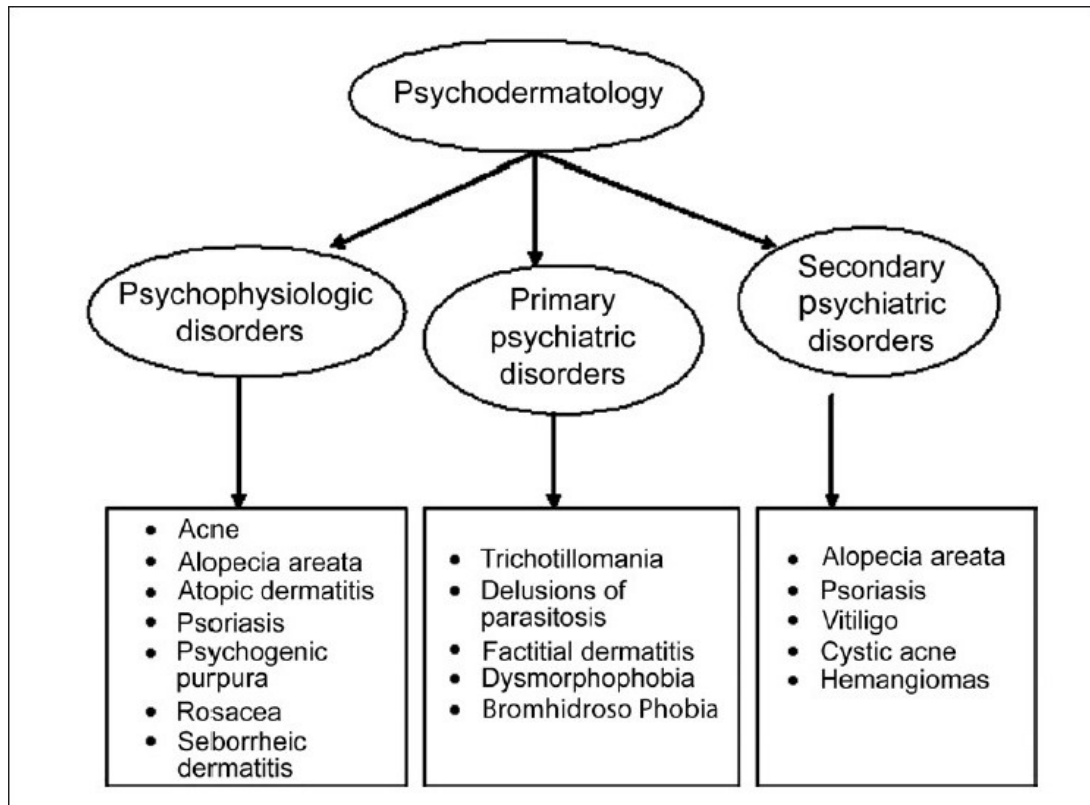 Psychodermatology
Psychophysiologic
disorders
Primary
psychiatric
disorders
Secondary
psychiatric
disorders
• Acne
• Alopecia areata
• Atopic dermatitis
• Psoriasis
• Psychogenic
purpura
• Rosacea
• Seborrheic
dermatitis
• Trichotillomania
• Delusions of
parasitosis
• Factitial dermatitis
• Dysmorphophobia
• Bromhidroso Phobia
• Alopecia areata
• Psoriasis
• Vitiligo
• Cystic acne
• Hemangiomas